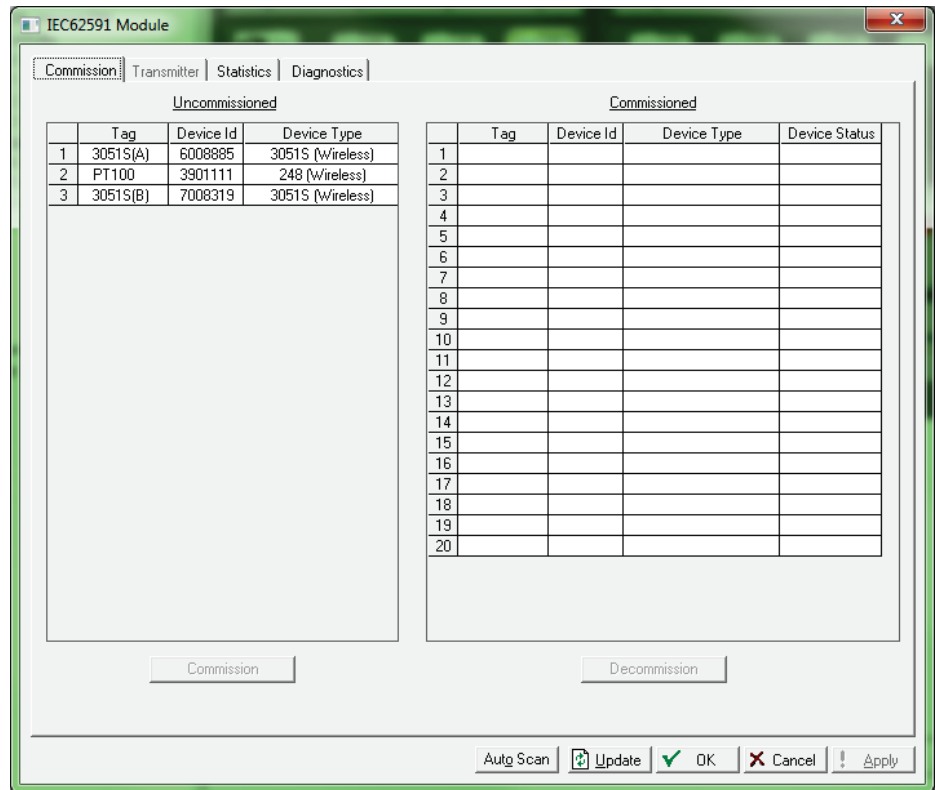 IEC62591 Module
Commission Transmitter Statistics Diagnostics
Uncommissioned
Tag Device Id Device Type
1 3051S(A) 6008885 3051S (Wireless)
2 PT100 3901111 248 (Wireless)
3 3051S(B) 7008319 3051S (Wireless)
Commission
Commissioned
Tag Device Id Device Type Device Status
1
2
3
4
5
6
7
8
9
10
11
12
13
14
15
16
17
18
19
20
Decommission
Auto Scan Update OK Cancel ! Apply